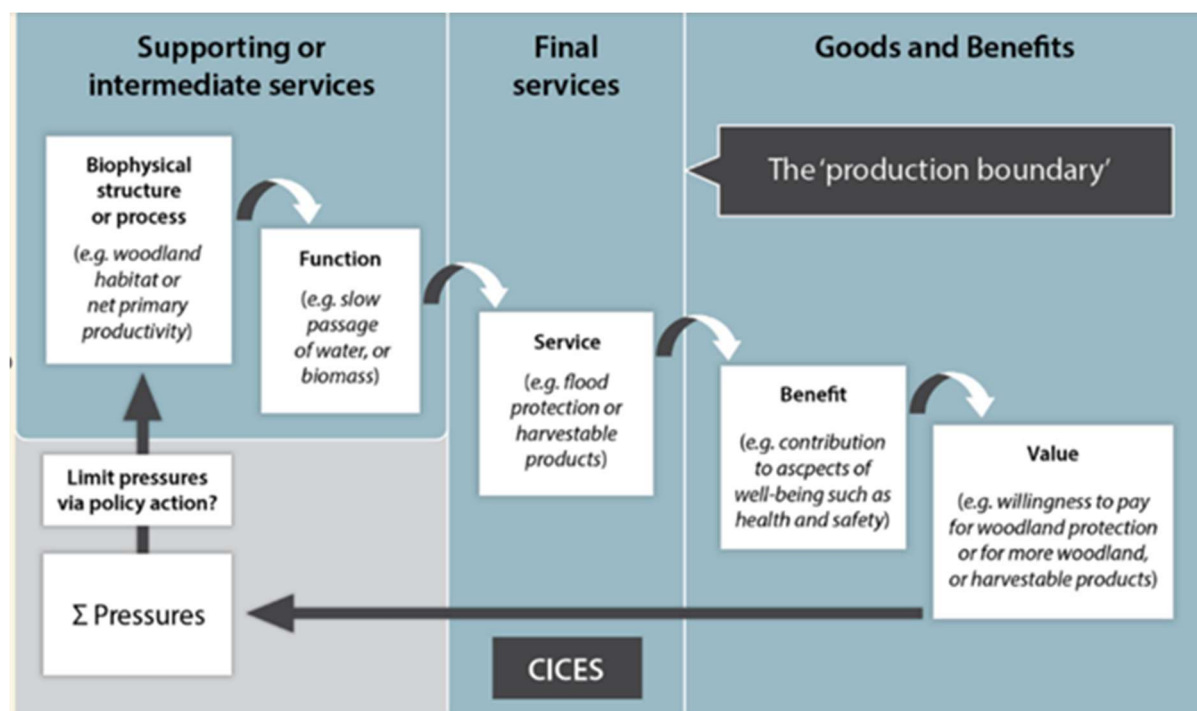 Supporting or
intermediate services
Final
services
Goods and Benefits
The 'production boundary'
Biophysical
structure
or process
(e.g. woodland
habitat or
net primary
productivity)
Function
(e.g. slow
passage
of water, or
biomass)
Service
(e.g. flood
protection or
harvestable
products)
Benefit
(e.g. contribution
to ascpects of
well-being such as
health and safety)
Value
(e.g. willingness to pay
for woodland protection
or for more woodland,
or harvestable products)
Limit pressures
via policy action?
Σ Pressures
CICES